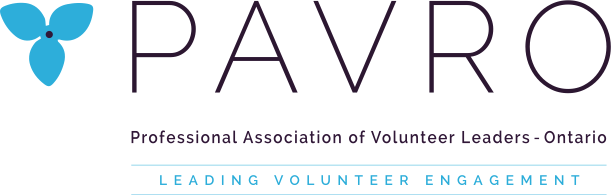 PAVRO
Professional Association of Volunteer Leaders - Ontario
LEADING VOLUNTEER ENGAGEMENT